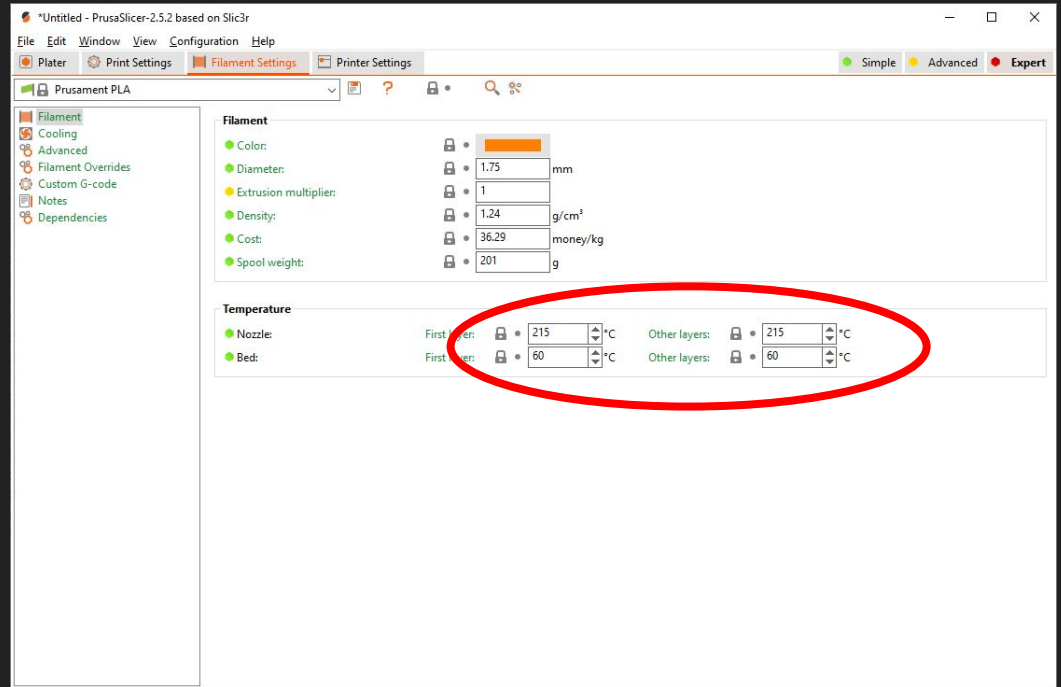 *Untitled - PrusaSlicer-2.5.2 based on Slic3r
File Edit Window View Configuration Help
Plater Print Settings Filament Settings Printer Settings Simple Advanced Expert
Prusament PLA ?
Filament
Cooling
Advanced
Filament Overrides
Custom G-code
Notes
Dependencies
Filament
Color:
Diameter: 1.75 mm
Extrusion multiplier: 1
Density: 1.24 g/cm³
Cost: 36.29 money/kg
Spool weight: 201 g
Temperature
Nozzle: First layer: 215 °C Other layers: 215 °C
Bed: First layer: 60 °C Other layers: 60 °C